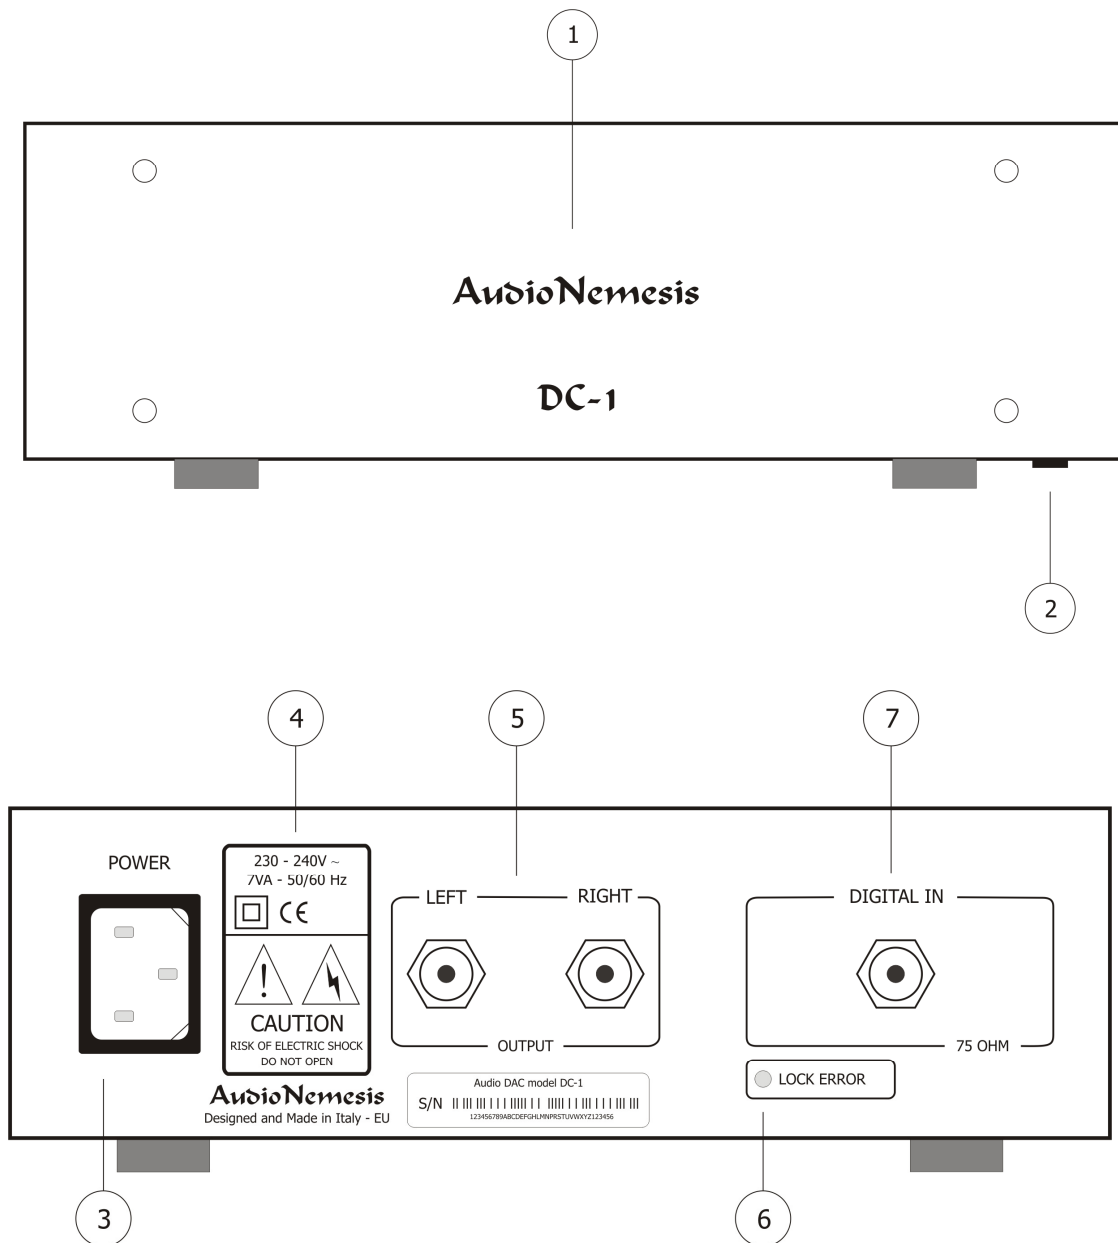 1
AudioNemesis
DC-1
2
4
5
7
POWER
230 - 240V ~
7VA - 50/60 Hz
CE
CAUTION
RISK OF ELECTRIC SHOCK
DO NOT OPEN
LEFT
RIGHT
OUTPUT
DIGITAL IN
75 OHM
LOCK ERROR
AudioNemesis
Designed and Made in Italy - EU
Audio DAC model DC-1
S/N
123456789ABCDEFGHLMNPRSTUVWXYZ123456
3
6